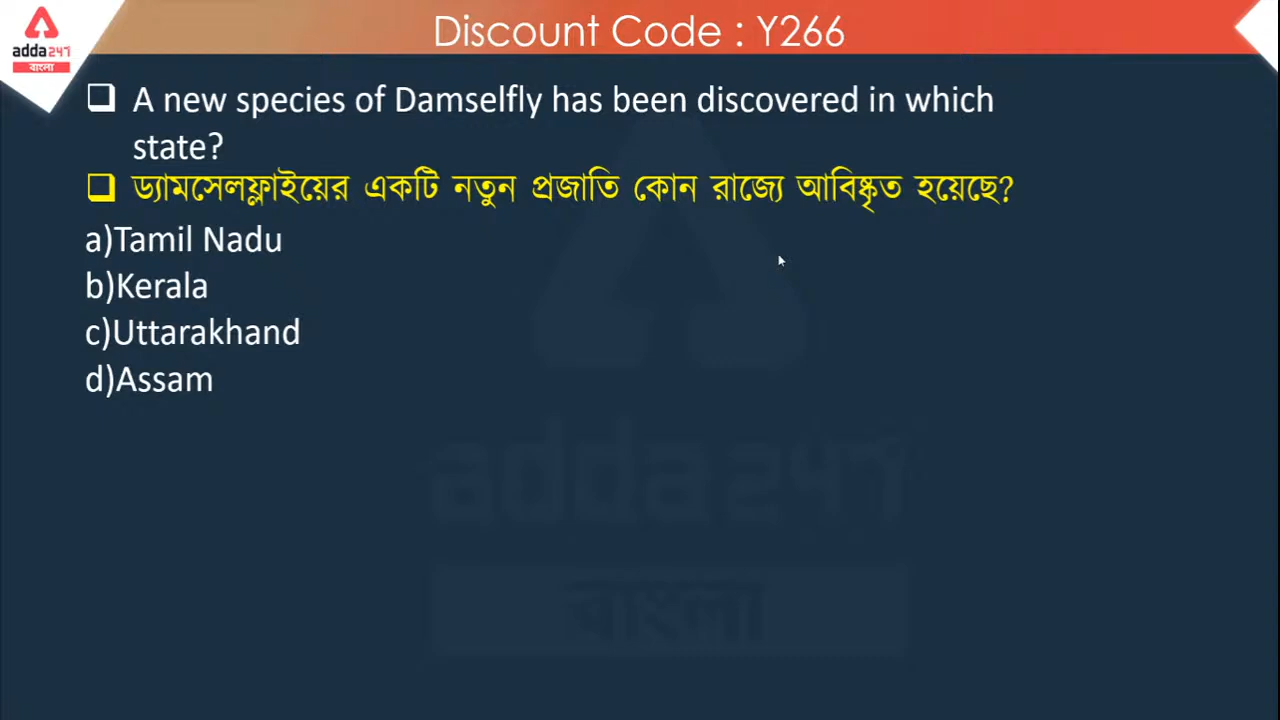 Discount Code : Y266
adda247
বাংলা
A new species of Damselfly has been discovered in which
state?
ড্যামসেলফ্লাইয়ের একটি নতুন প্রজাতি কোন রাজ্যে আবিষ্কৃত হয়েছে?
a)Tamil Nadu
b)Kerala
c)Uttarakhand
d)Assam
adda247
বাংলা